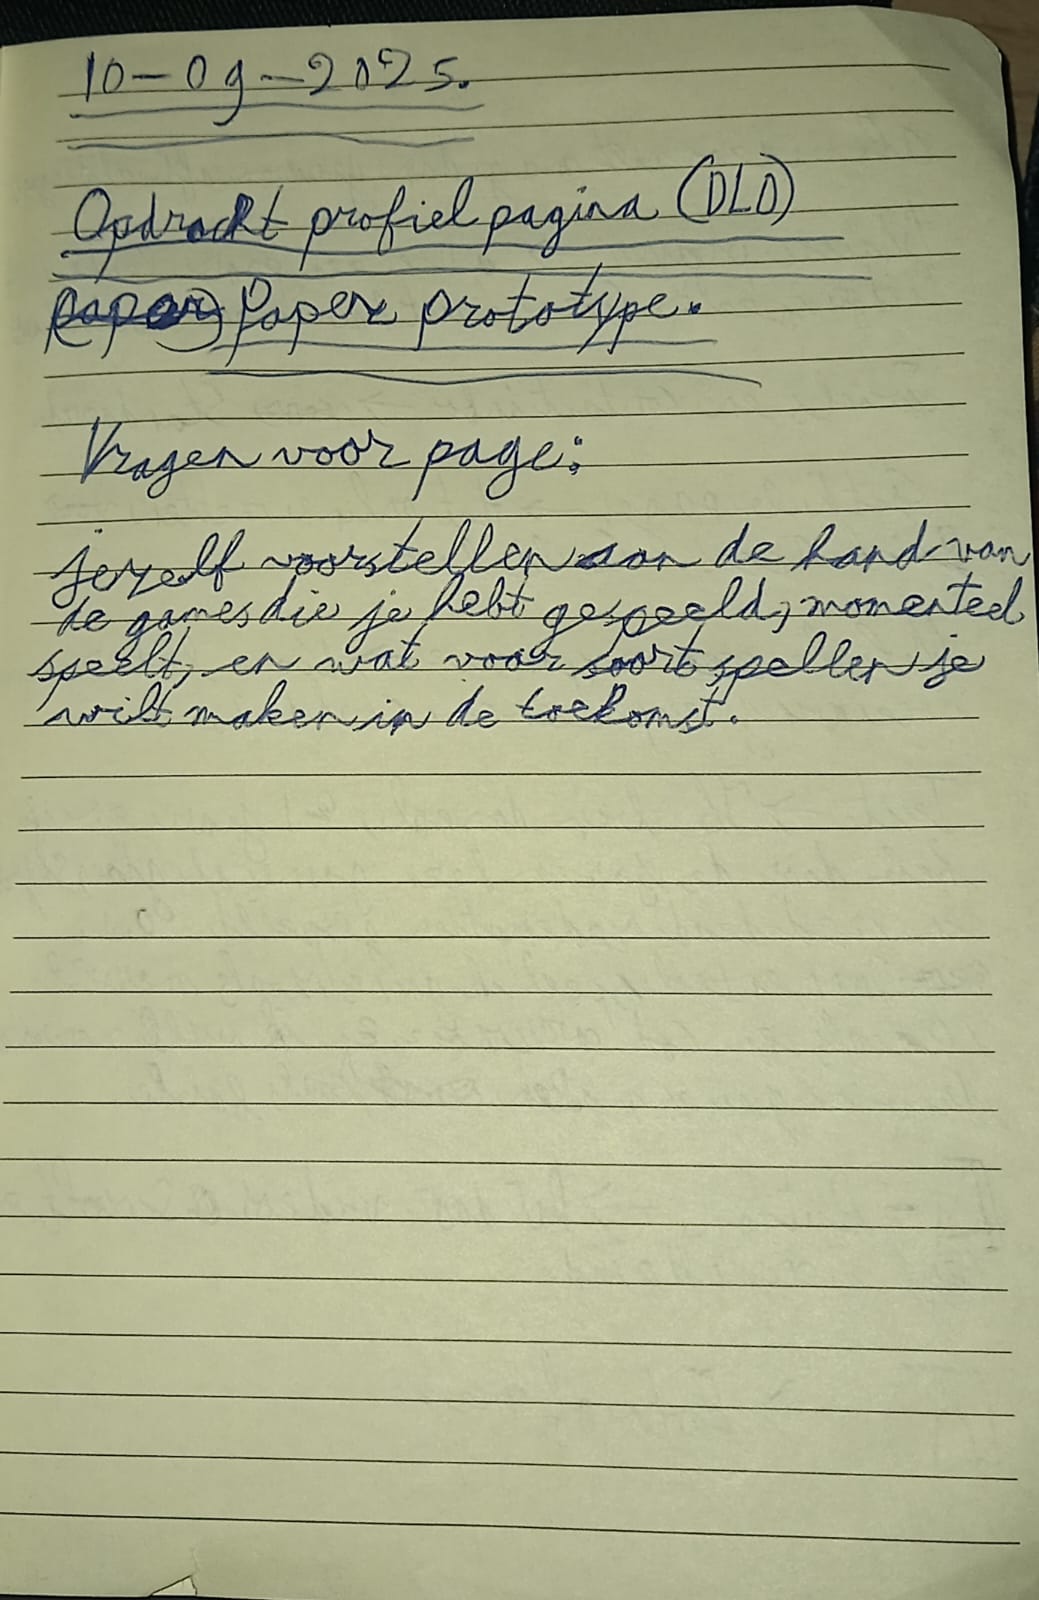 10-09-2025.
Opdracht profiel pagina (DLO)
Paper prototype.
Vragen voor page:
jezelf voorstellen aan de hand van
de games die je hebt gespeeld, momenteel
speelt, en wat voor soort spellen je
wilt maken in de toekomst.